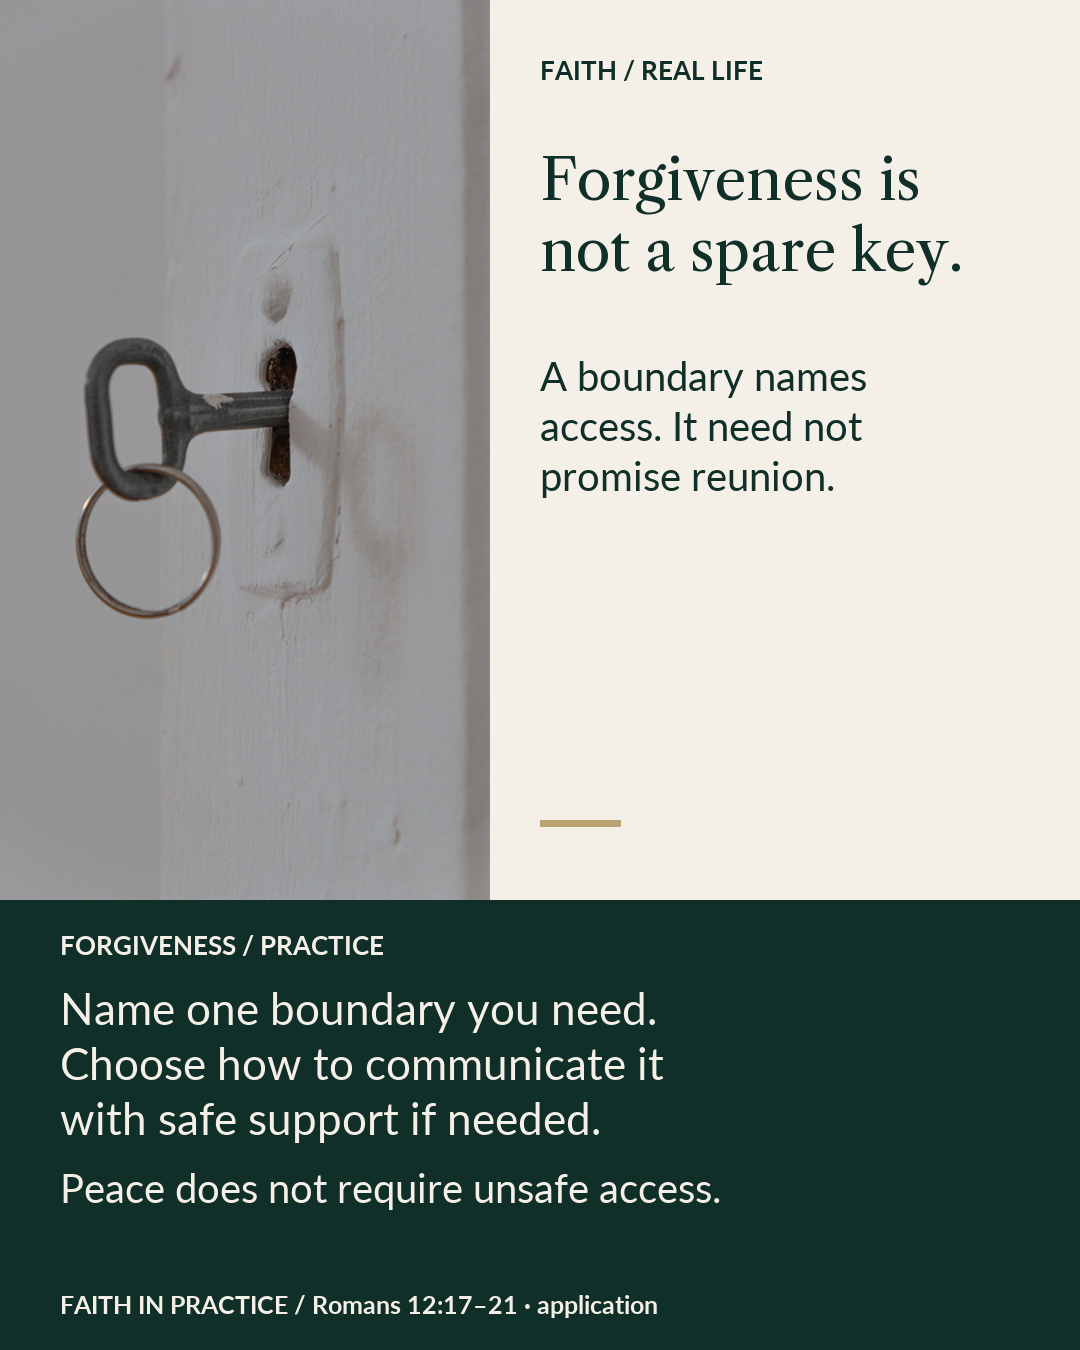 FAITH / REAL LIFE
Forgiveness is
not a spare key.
A boundary names
access. It need not
promise reunion.
FORGIVENESS / PRACTICE
Name one boundary you need.
Choose how to communicate it
with safe support if needed.
Peace does not require unsafe access.
FAITH IN PRACTICE / Romans 12:17–21 · application